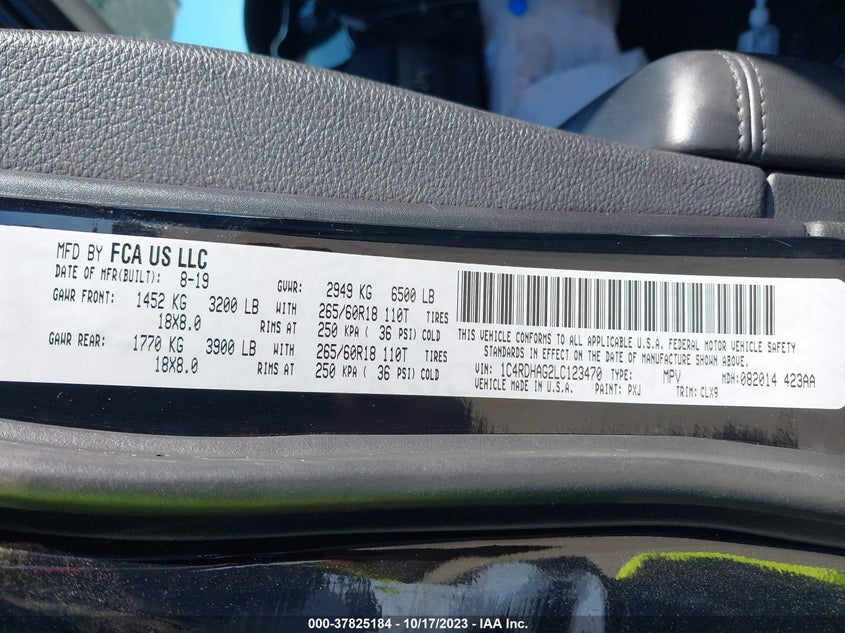 MFD BY FCA US LLC
DATE OF MFR(BUILT): 8-19 GVWR: 2949 KG 6500 LB
GAWR FRONT: 1452 KG 3200 LB WITH 265/60R18 110T TIRES
18X8.0 RIMS AT 250 KPA ( 36 PSI) COLD
GAWR REAR: 1770 KG 3900 LB WITH 265/60R18 110T TIRES
18X8.0 RIMS AT 250 KPA ( 36 PSI) COLD
THIS VEHICLE CONFORMS TO ALL APPLICABLE U.S.A. FEDERAL MOTOR VEHICLE SAFETY
STANDARDS IN EFFECT ON THE DATE OF MANUFACTURE SHOWN ABOVE.
VIN: 1C4RDHAG2LC123470 TYPE: MPV MDH: 082014 423AA
VEHICLE MADE IN U.S.A. PAINT: PXJ TRIM: CLX9
000-37825184 - 10/17/2023 - IAA Inc.